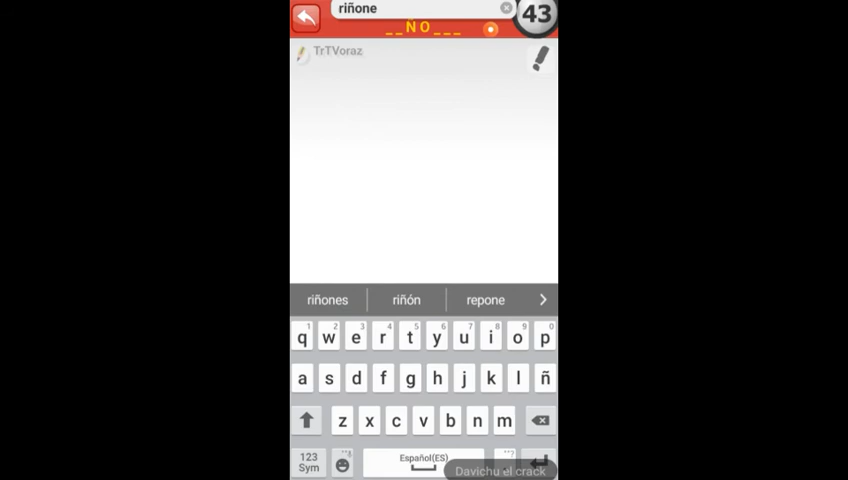 riñone
43
_ _ Ñ O _ _ _
TrTVoraz
riñones riñón repone
1 2 3 4 5 6 7 8 9 0
q w e r t y u i o p
a s d f g h j k l ñ
z x c v b n m
123 Español(ES)
Sym
Davichu el crack